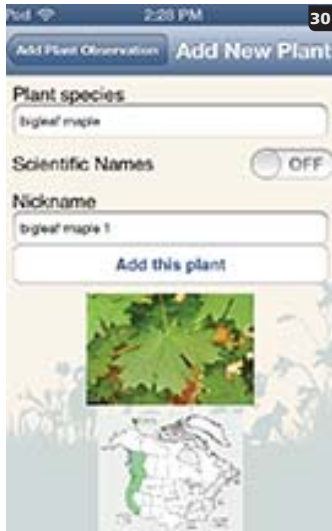 iPod 2:28 PM
30
Add Plant Observation Add New Plant
Plant species
bigleaf maple
Scientific Names OFF
Nickname
bigleaf maple 1
Add this plant